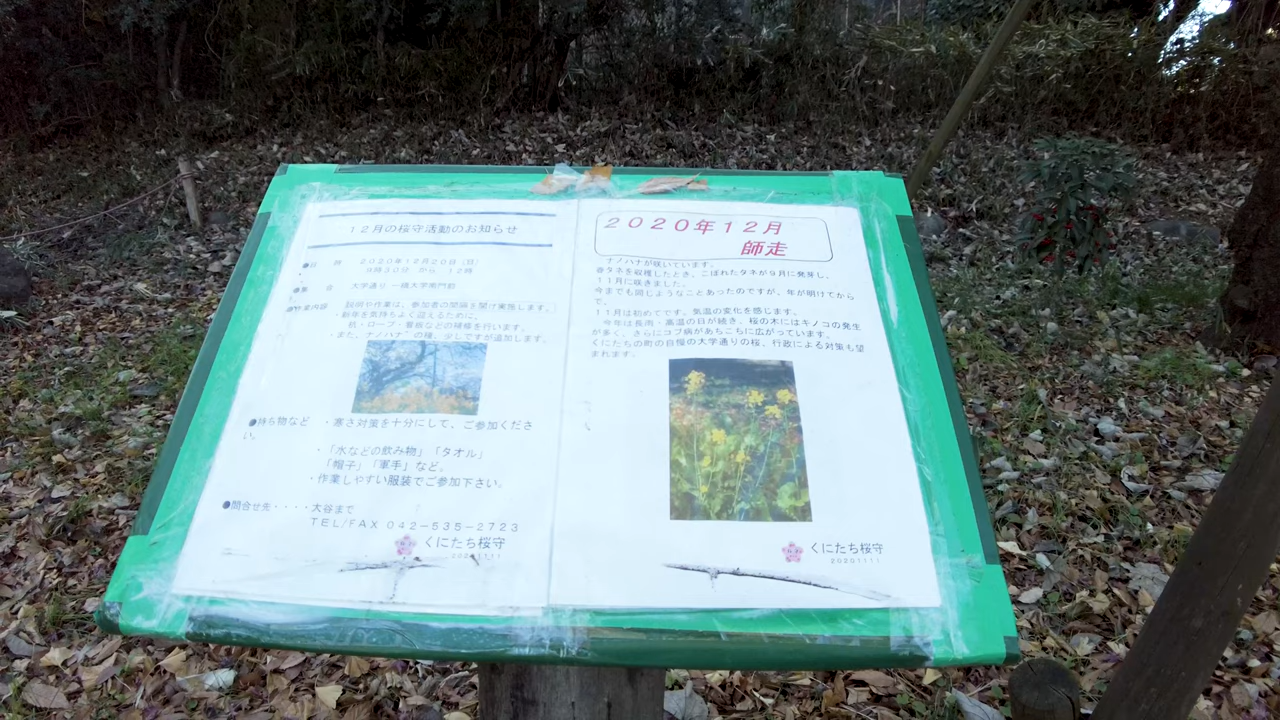 12月の桜守活動のお知らせ
2020年12月20日(日)
8時30分 から 12時
大学通り 一橋大学南門前
説明や作業は、参加者の間隔を開け実施します。
・新年を気持ちよく迎えるために、
杭・ロープ・看板などの補修を行います。
また、ナノハナの種、少しですが追加します。
●持ち物など ・寒さ対策を十分にして、ご参加くださ
い。
・「水などの飲み物」「タオル」
「帽子」「軍手」など。
・作業しやすい服装でご参加下さい。
●問合せ先・・・・大谷まで
TEL/FAX 042-535-2723
くにたち桜守
20201111
2020年12月
師走
ナノハナが咲いています。
春タネを収穫したとき、こぼれたタネが9月に発芽し、
11月に咲きました。
今までも同じようなことあったのですが、年が明けてから
で、
11月は初めてです。気温の変化を感じます。
今年は長雨・高温の日が続き、桜の木にはキノコの発生
が多く、さらにコブ病があちこちに広がっています。
くにたちの町の自慢の大学通りの桜、行政による対策も望
まれます。
くにたち桜守
20201111